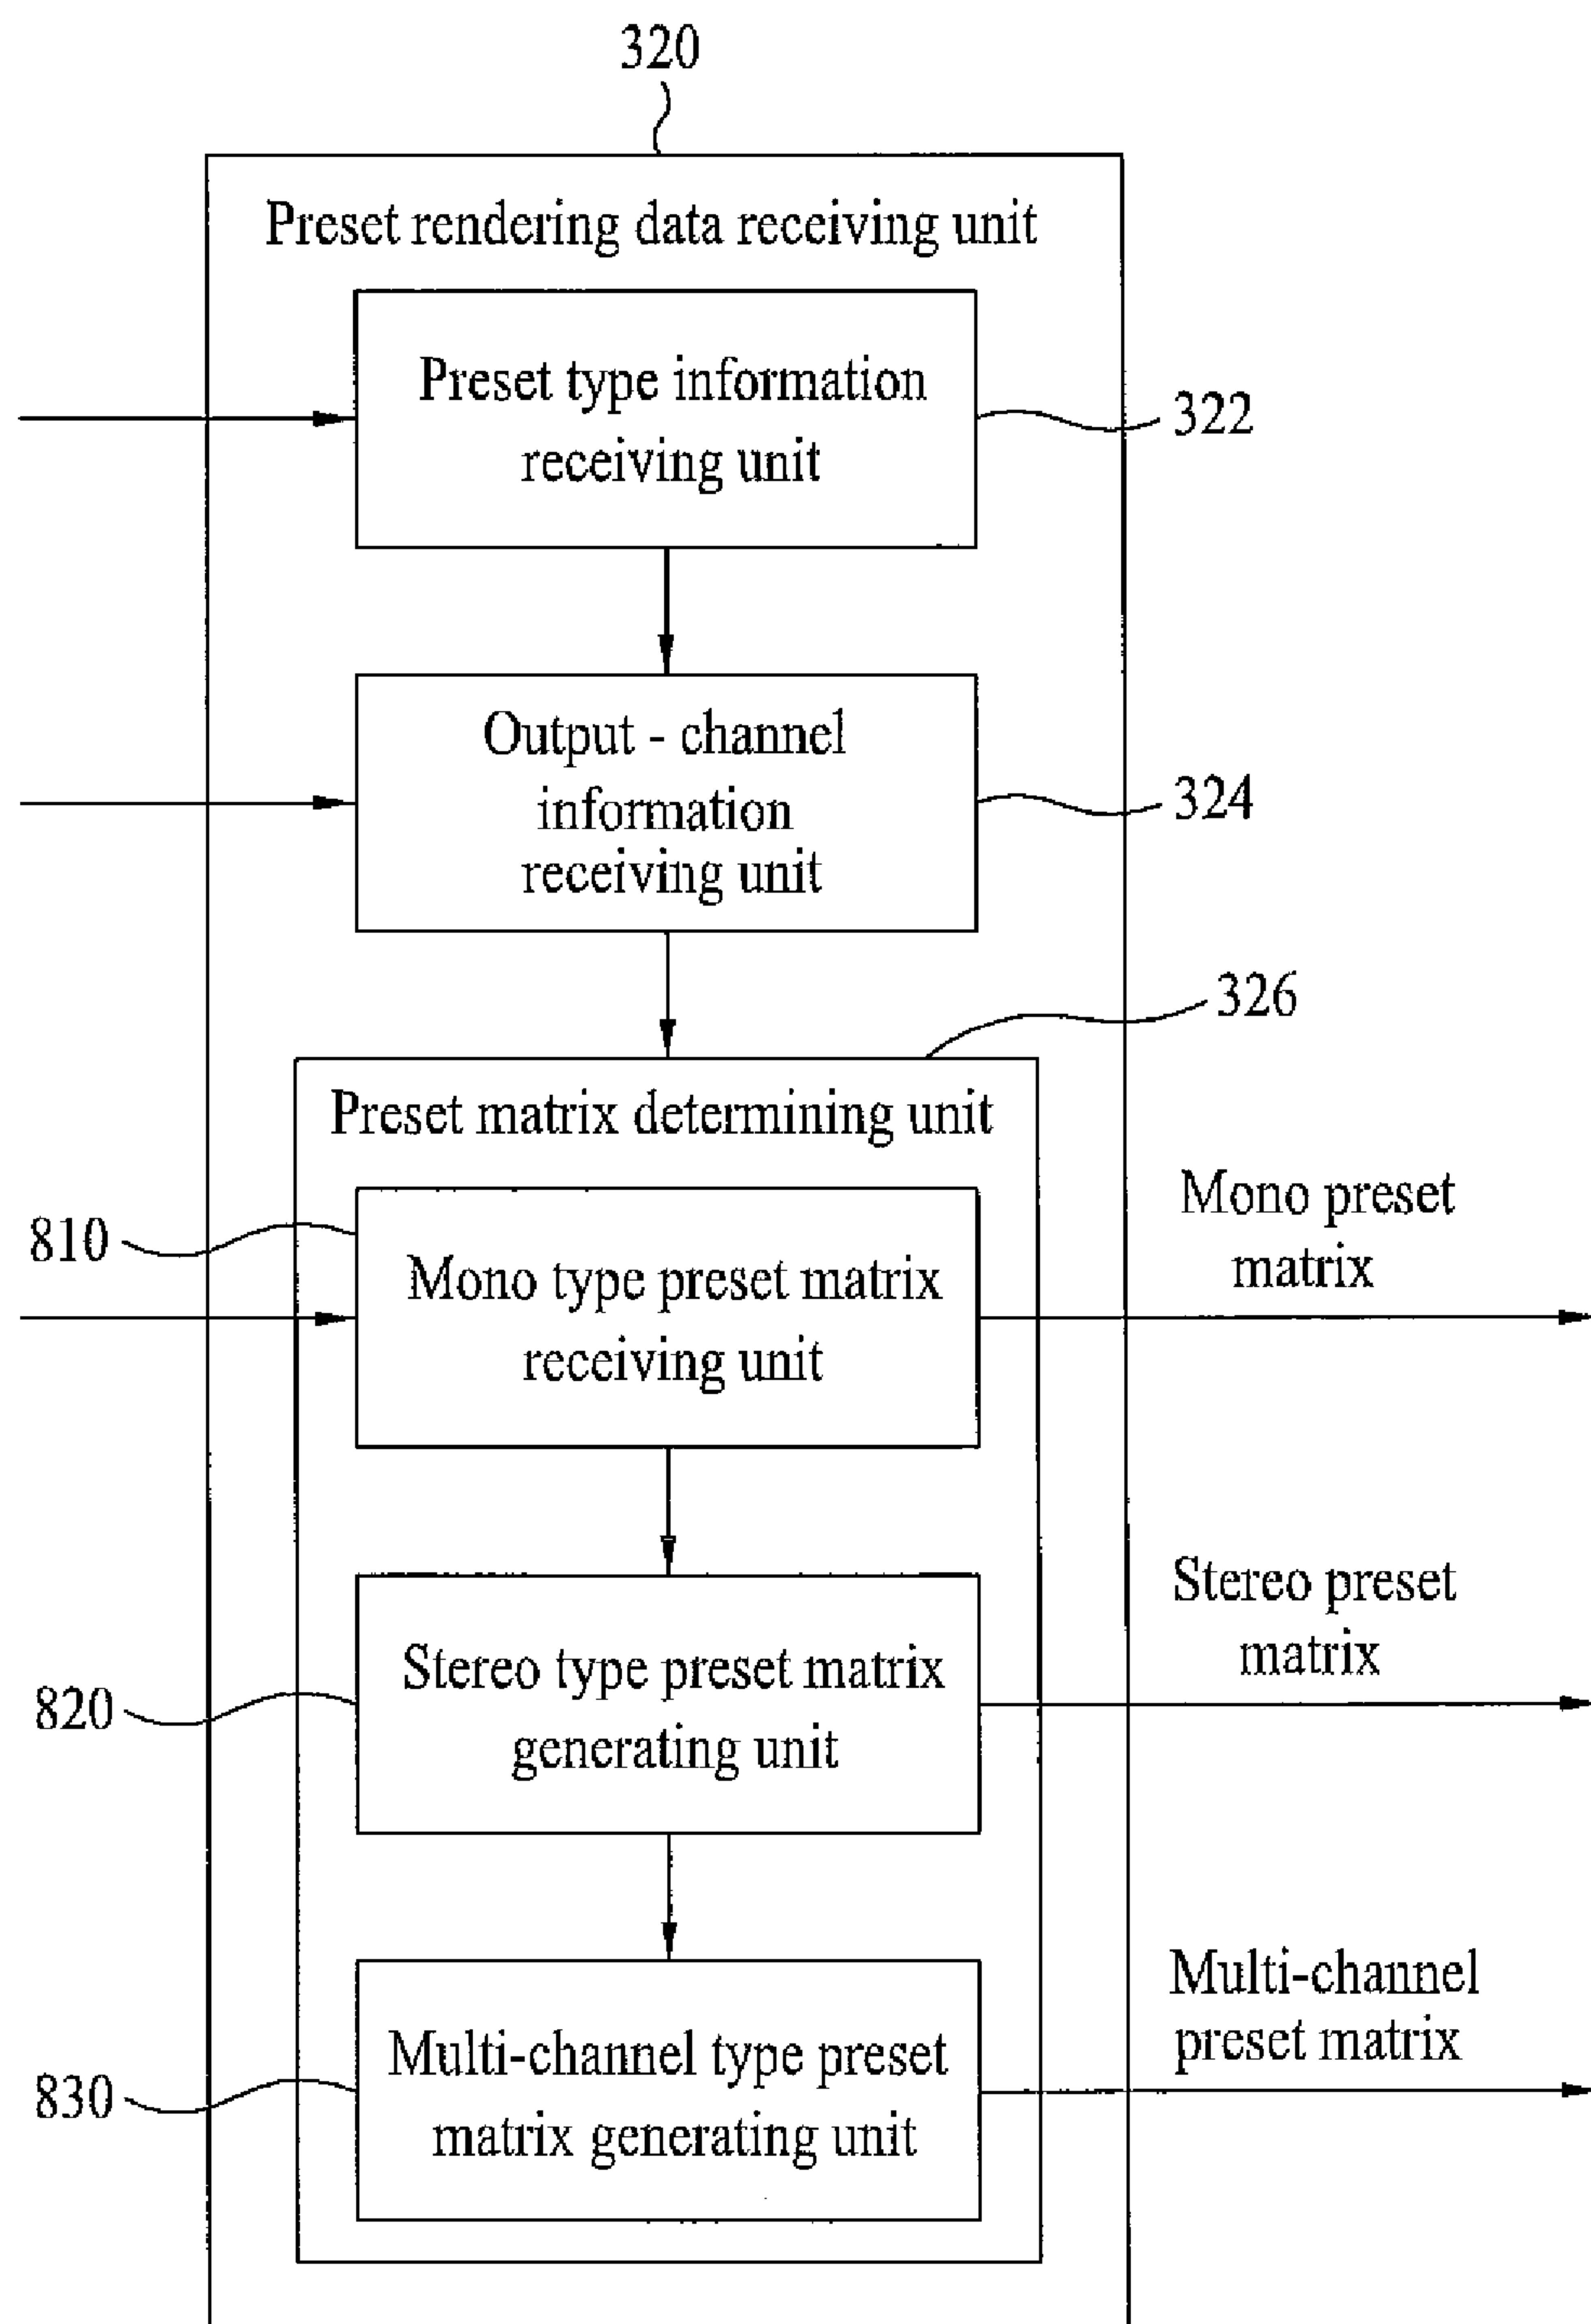 320
Preset rendering data receiving unit
Preset type information
receiving unit
322
Output - channel
information
receiving unit
324
326
Preset matrix determining unit
810
Mono type preset matrix
receiving unit
Mono preset
matrix
820
Stereo type preset matrix
generating unit
Stereo preset
matrix
830
Multi-channel type preset
matrix generating unit
Multi-channel
preset matrix